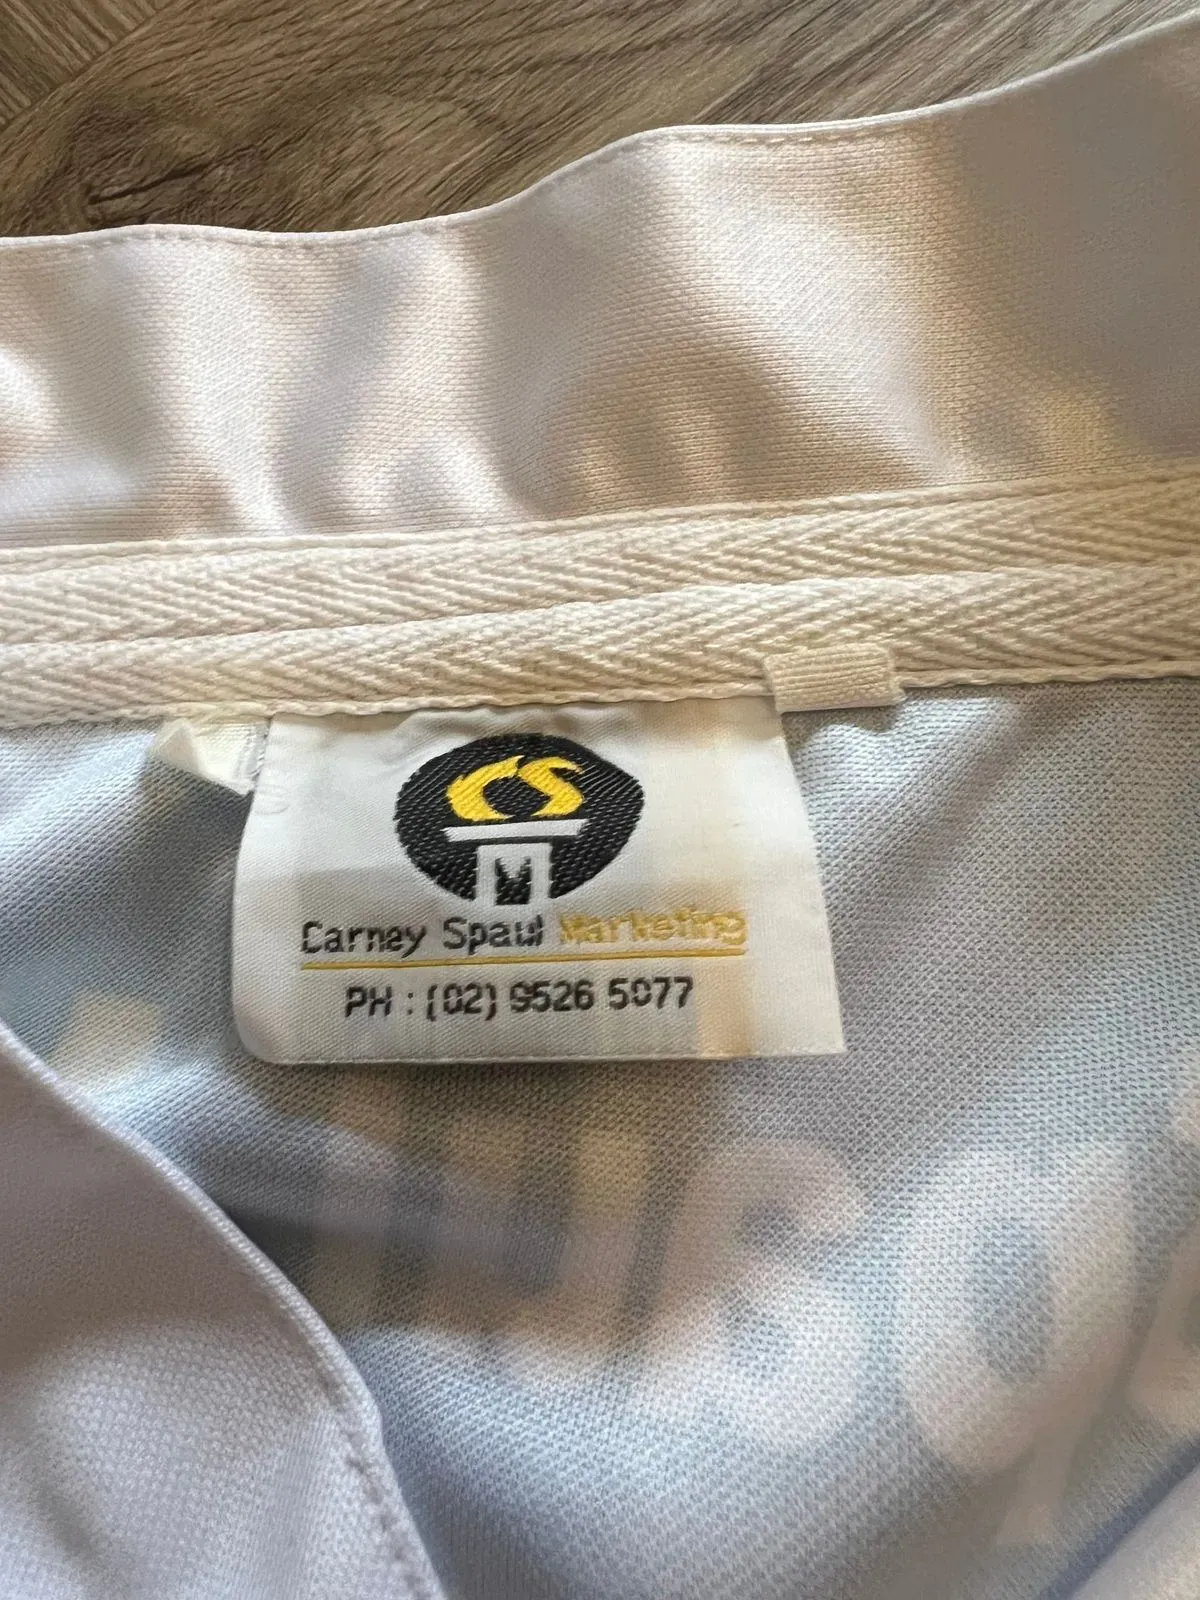 CS
M
Carney Spaul Marketing
PH : (02) 9526 5077